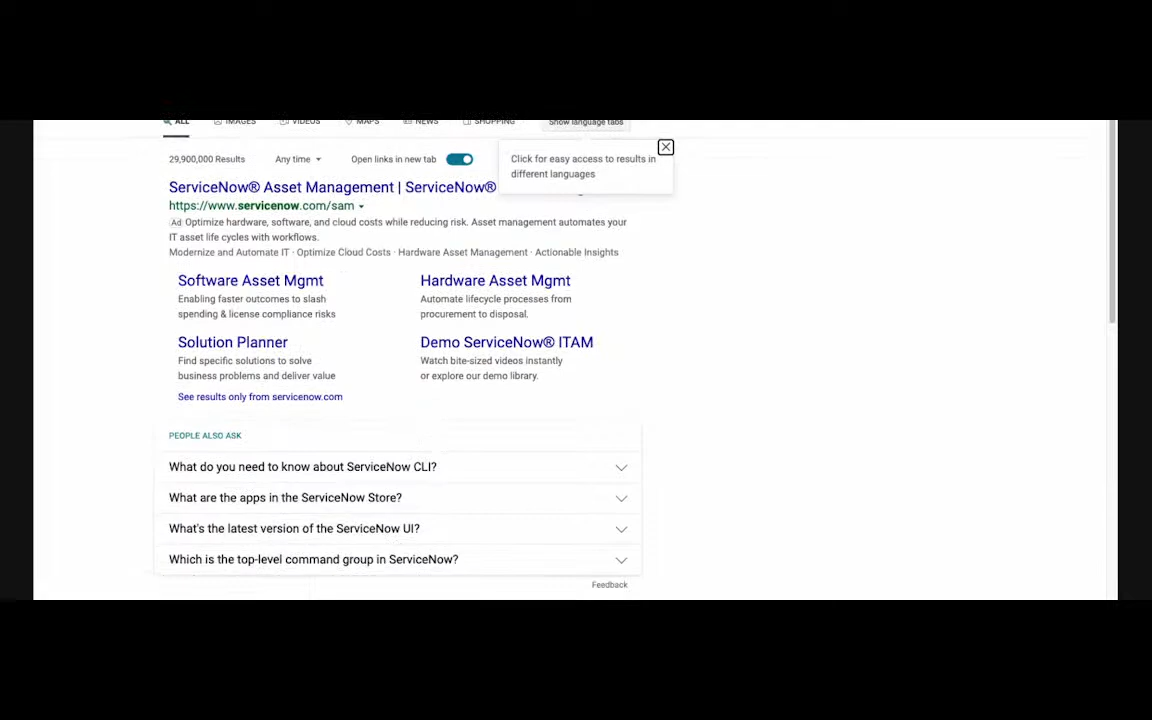 ALL IMAGES VIDEOS MAPS NEWS SHOPPING Show language tabs
29,900,000 Results Any time Open links in new tab
Click for easy access to results in
different languages
ServiceNow® Asset Management | ServiceNow®
https://www.servicenow.com/sam
Ad Optimize hardware, software, and cloud costs while reducing risk. Asset management automates your
IT asset life cycles with workflows.
Modernize and Automate IT · Optimize Cloud Costs · Hardware Asset Management · Actionable Insights
Software Asset Mgmt
Enabling faster outcomes to slash
spending & license compliance risks
Hardware Asset Mgmt
Automate lifecycle processes from
procurement to disposal.
Solution Planner
Find specific solutions to solve
business problems and deliver value
Demo ServiceNow® ITAM
Watch bite-sized videos instantly
or explore our demo library.
See results only from servicenow.com
PEOPLE ALSO ASK
What do you need to know about ServiceNow CLI?
What are the apps in the ServiceNow Store?
What's the latest version of the ServiceNow UI?
Which is the top-level command group in ServiceNow?
Feedback